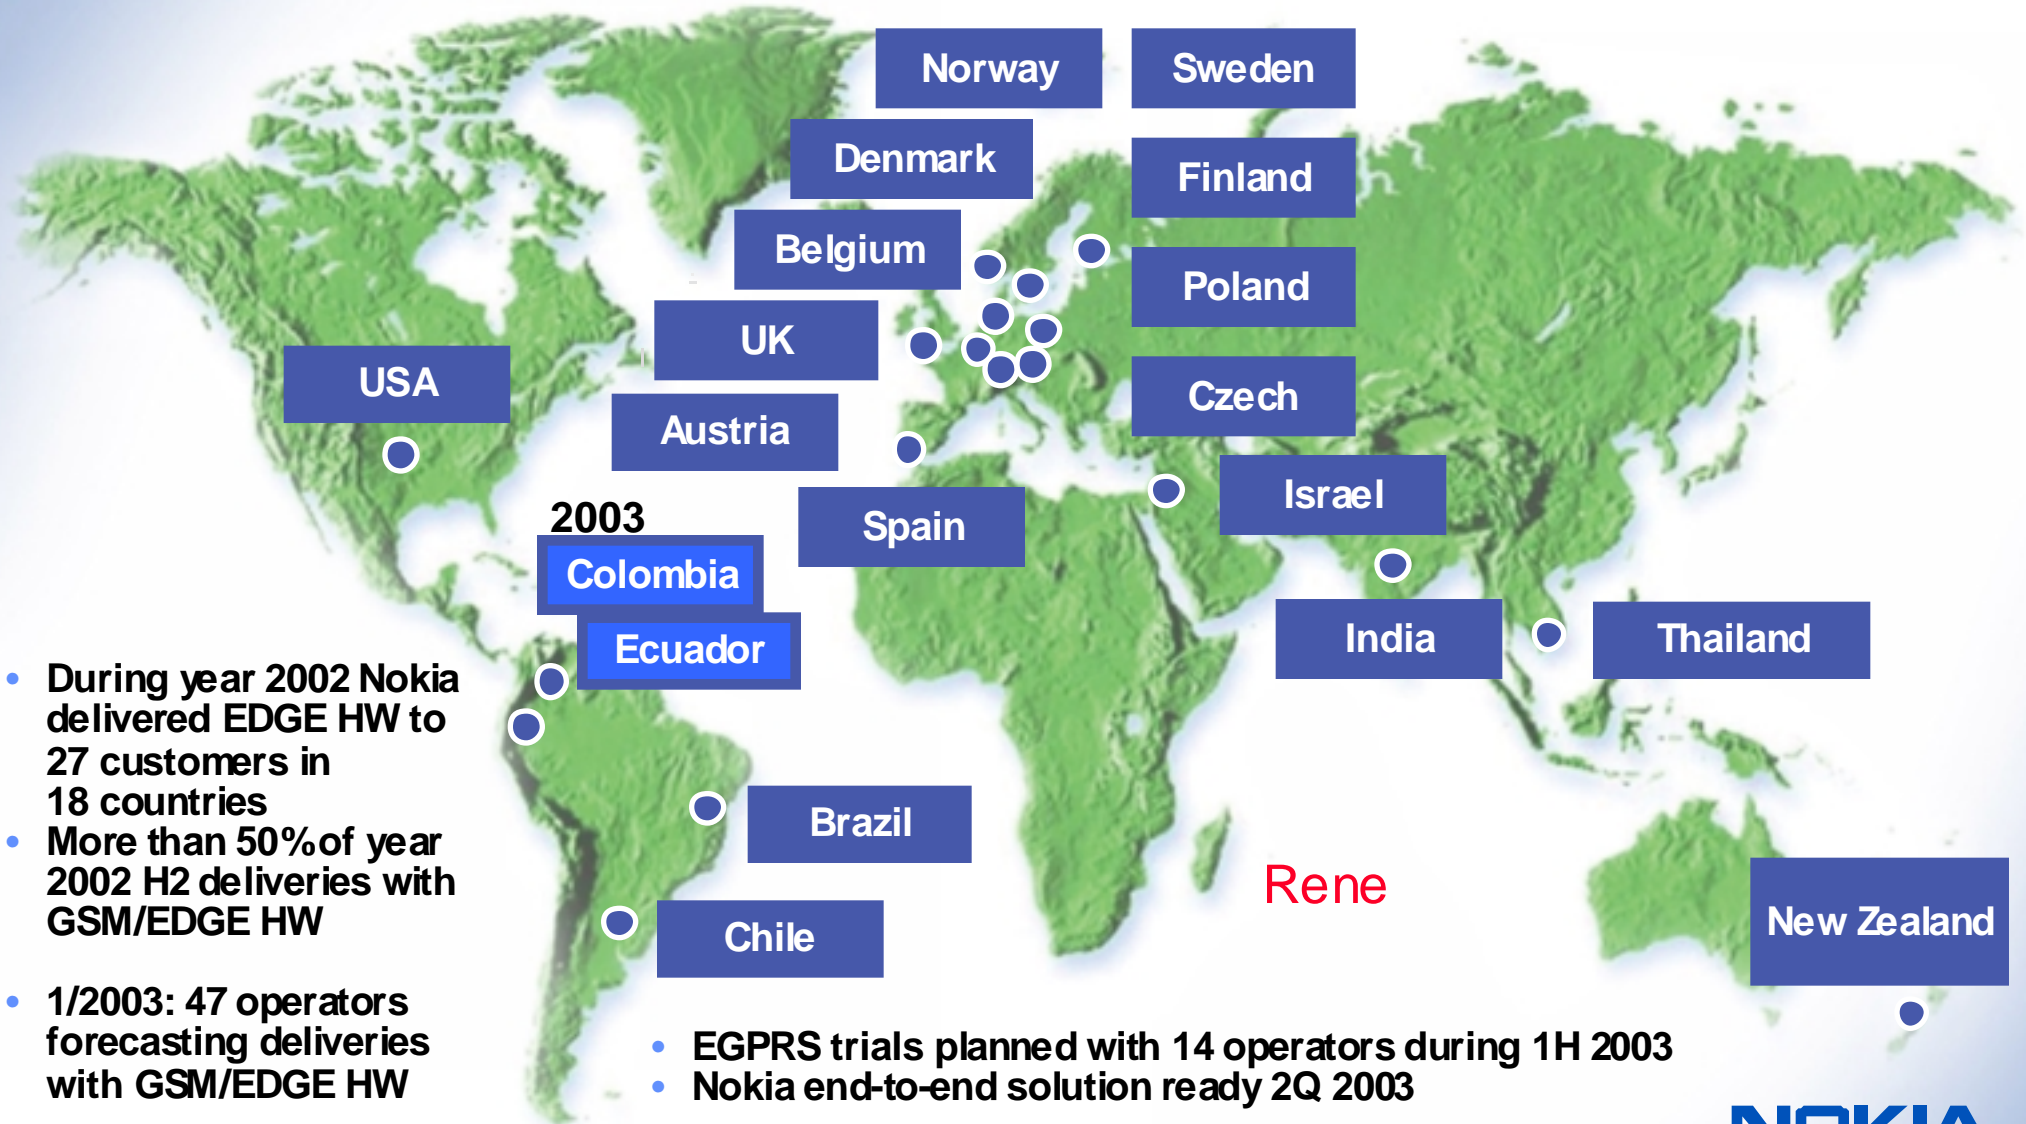 Norway
Sweden
Denmark
Finland
Belgium
Poland
UK
USA
Czech
Austria
Israel
2003
Spain
Colombia
Ecuador
India
Thailand
During year 2002 Nokia
delivered EDGE HW to
27 customers in
18 countries
More than 50% of year
2002 H2 deliveries with
GSM/EDGE HW
1/2003: 47 operators
forecasting deliveries
with GSM/EDGE HW
Brazil
Rene
Chile
New Zealand
EGPRS trials planned with 14 operators during 1H 2003
Nokia end-to-end solution ready 2Q 2003
NOKIA